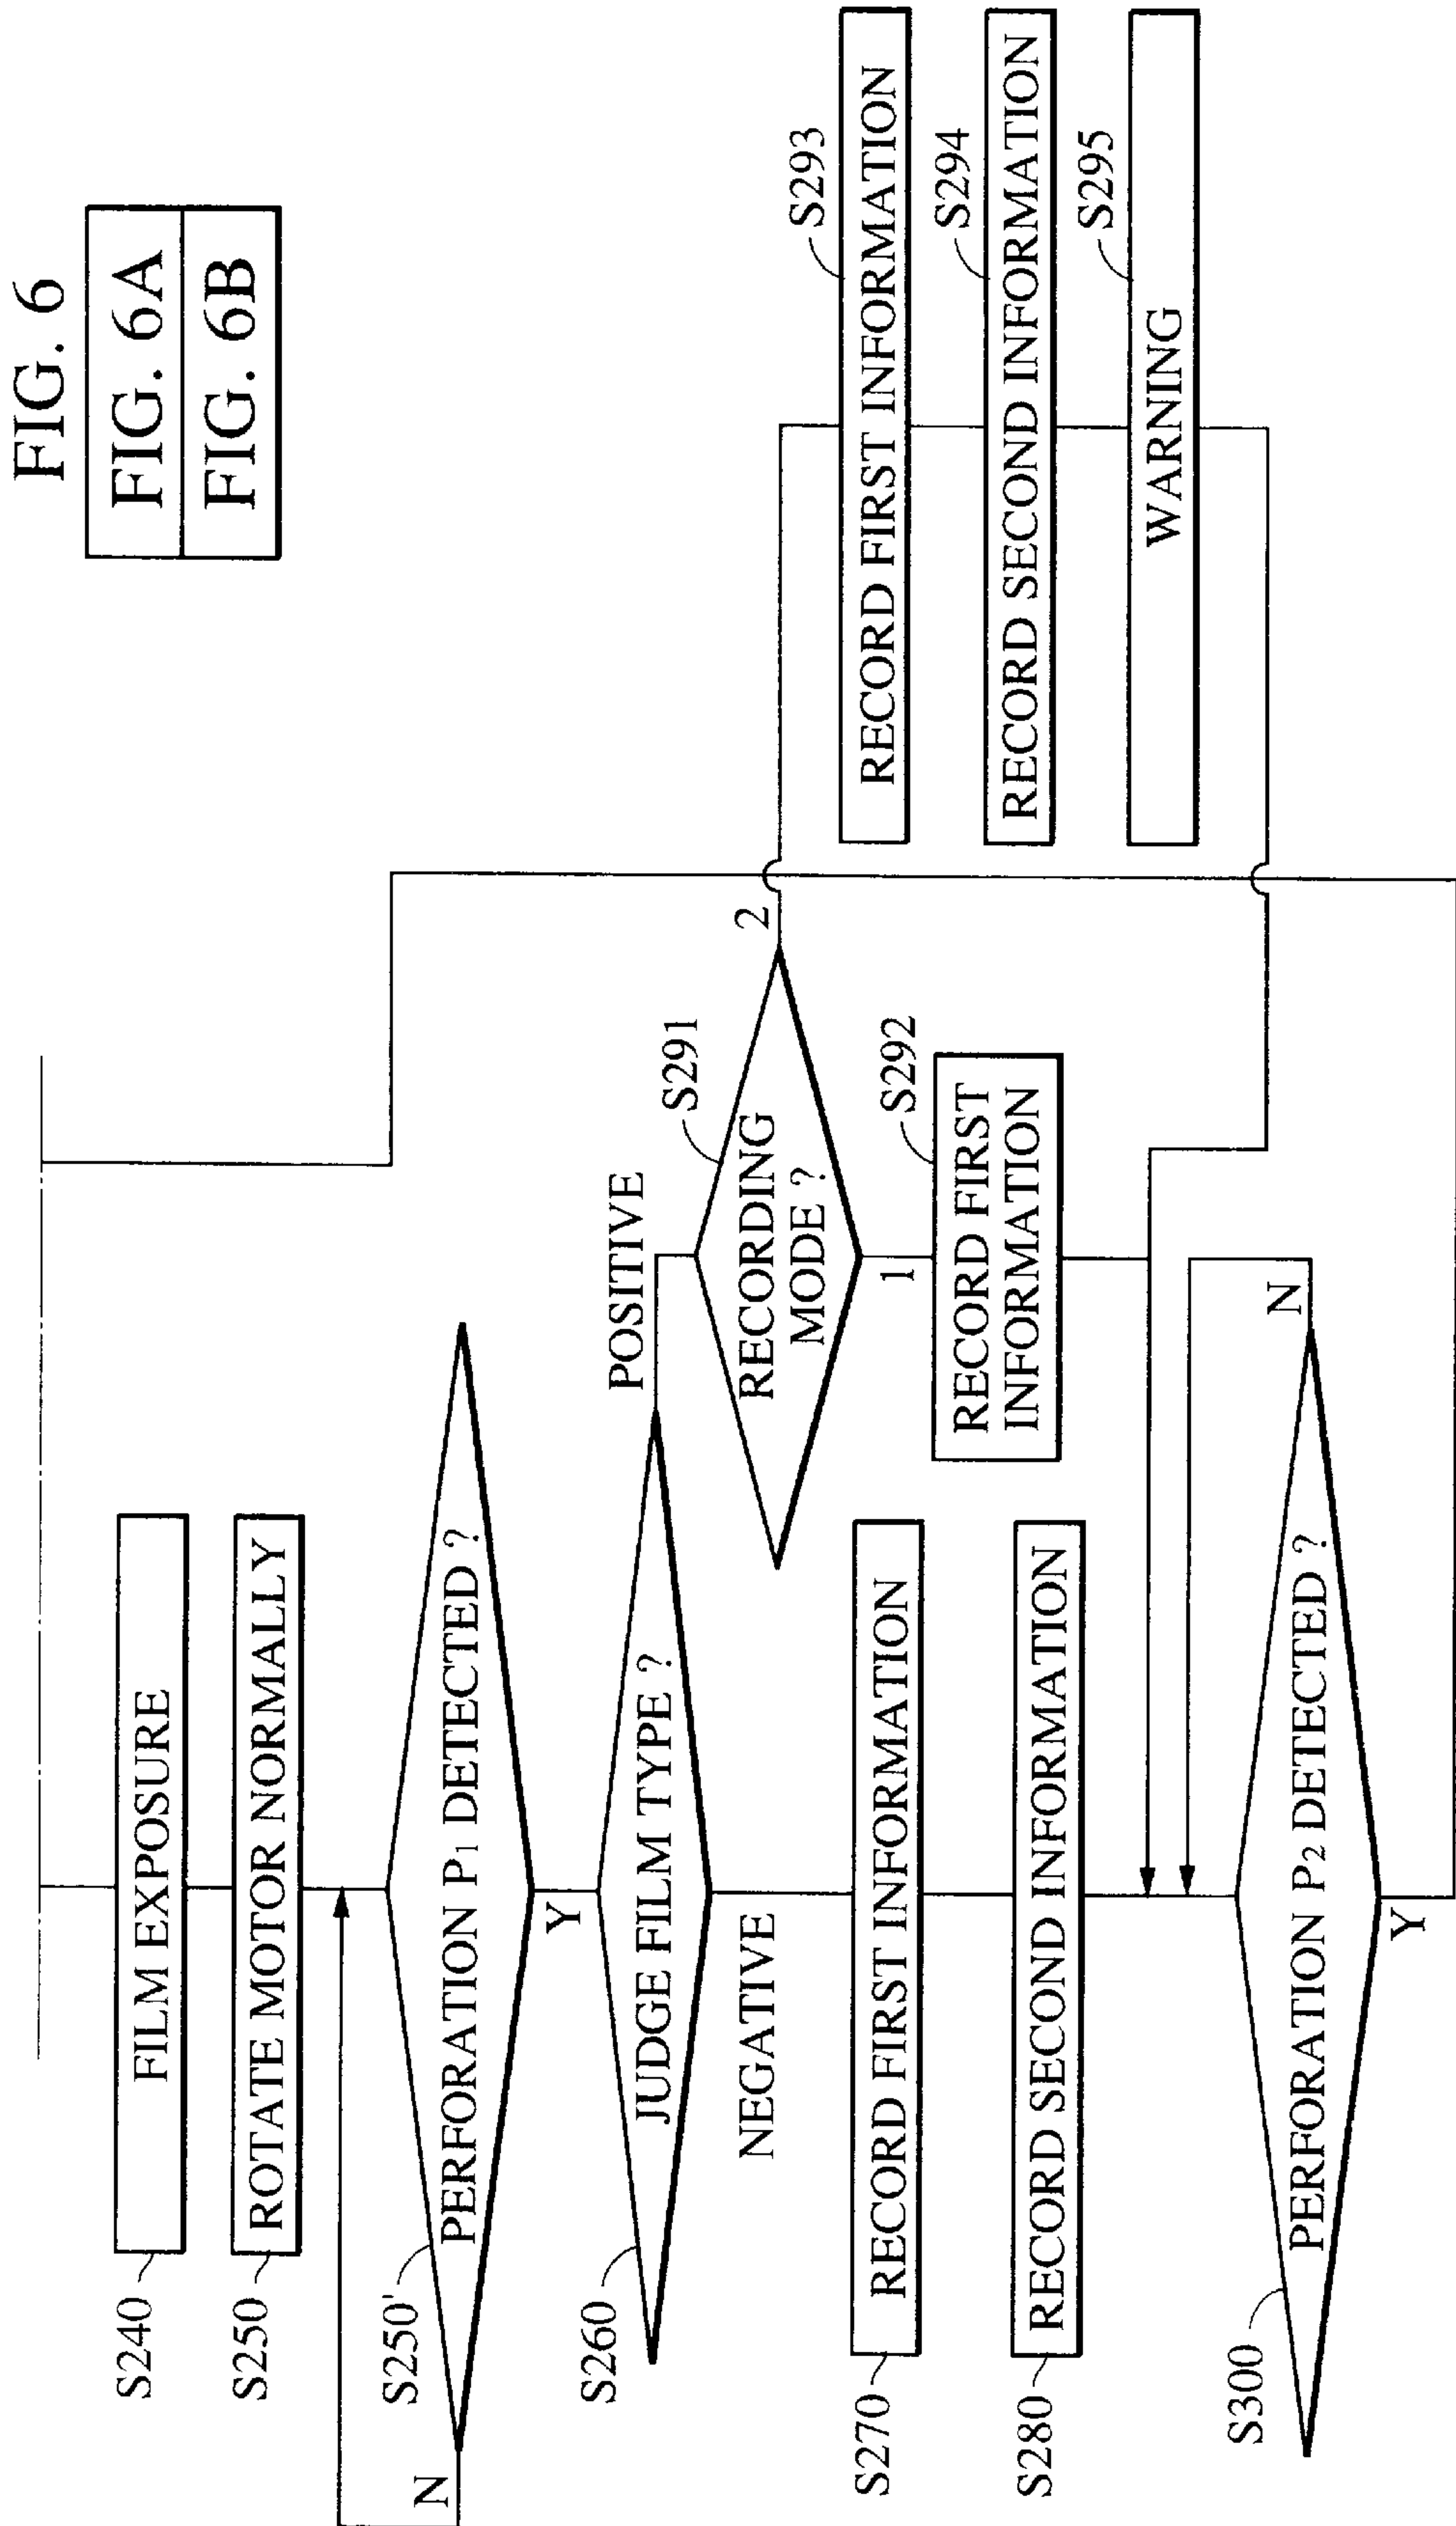 FIG. 6
FIG. 6A
FIG. 6B
S240
FILM EXPOSURE
S250
ROTATE MOTOR NORMALLY
S250'
PERFORATION P1 DETECTED ?
N
Y
S260
JUDGE FILM TYPE ?
POSITIVE
NEGATIVE
S291
RECORDING
MODE ?
2
1
S270
RECORD FIRST INFORMATION
S280
RECORD SECOND INFORMATION
S292
RECORD FIRST
INFORMATION
S293
RECORD FIRST INFORMATION
S294
RECORD SECOND INFORMATION
S295
WARNING
S300
PERFORATION P2 DETECTED ?
N
Y